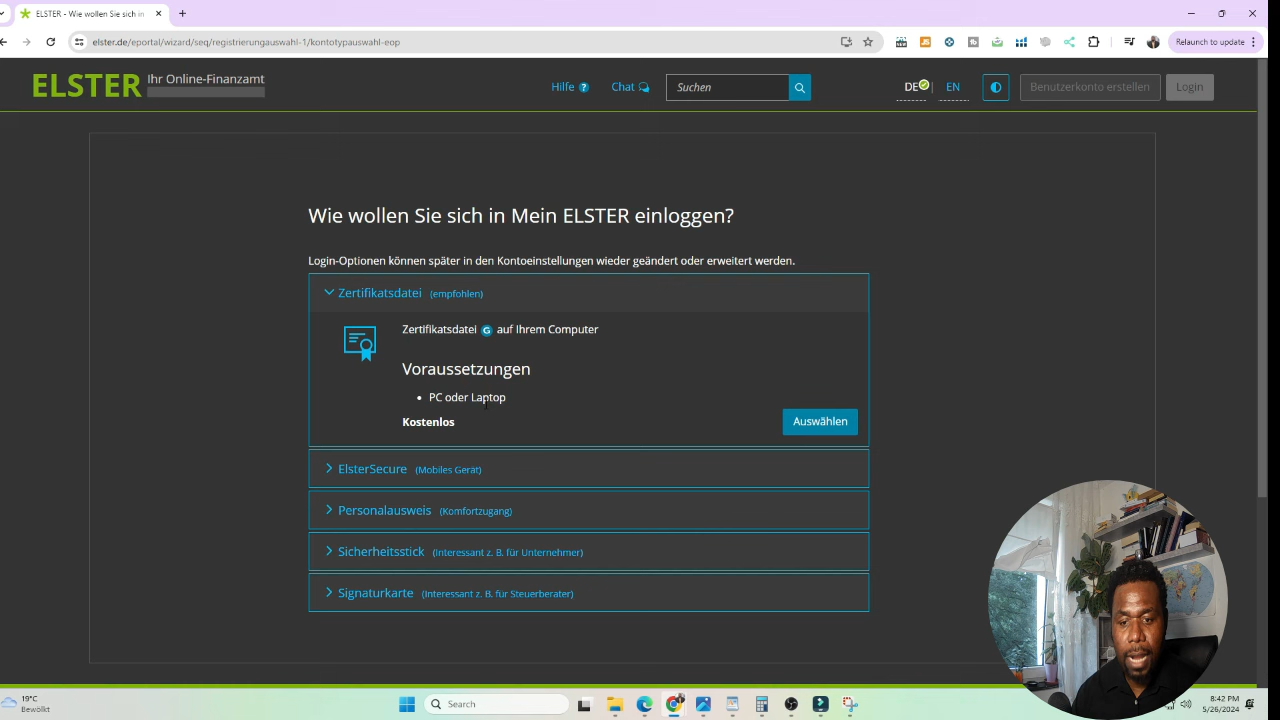 ELSTER - Wie wollen Sie sich in
elster.de/eportal/wizard/seq/registrierungauswahl-1/kontotypauswahl-eop
Relaunch to update
ELSTER Ihr Online-Finanzamt
Hilfe ?
Chat
Suchen
DE | EN
Benutzerkonto erstellen
Login
Wie wollen Sie sich in Mein ELSTER einloggen?
Login-Optionen können später in den Kontoeinstellungen wieder geändert oder erweitert werden.
Zertifikatsdatei (empfohlen)
Zertifikatsdatei G auf Ihrem Computer
Voraussetzungen
• PC oder Laptop
Kostenlos
Auswählen
ElsterSecure (Mobiles Gerät)
Personalausweis (Komfortzugang)
Sicherheitsstick (Interessant z. B. für Unternehmer)
Signaturkarte (Interessant z. B. für Steuerberater)
19°C
Bewölkt
Search
8:42 PM
5/26/2024